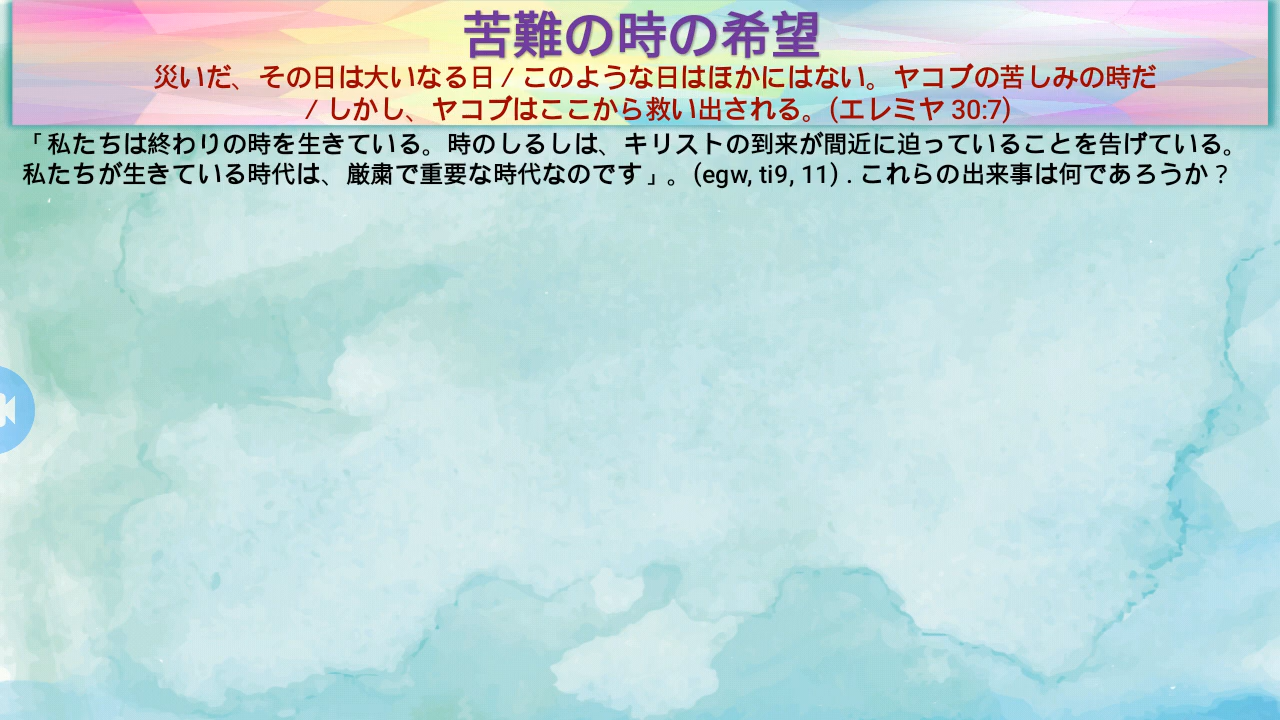 苦難の時の希望
災いだ、その日は大いなる日 / このような日はほかにはない。ヤコブの苦しみの時だ
/ しかし、ヤコブはここから救い出される。(エレミヤ 30:7)
「私たちは終わりの時を生きている。時のしるしは、キリストの到来が間近に迫っていることを告げている。
私たちが生きている時代は、厳粛で重要な時代なのです」。(egw, ti9, 11) . これらの出来事は何であろうか？